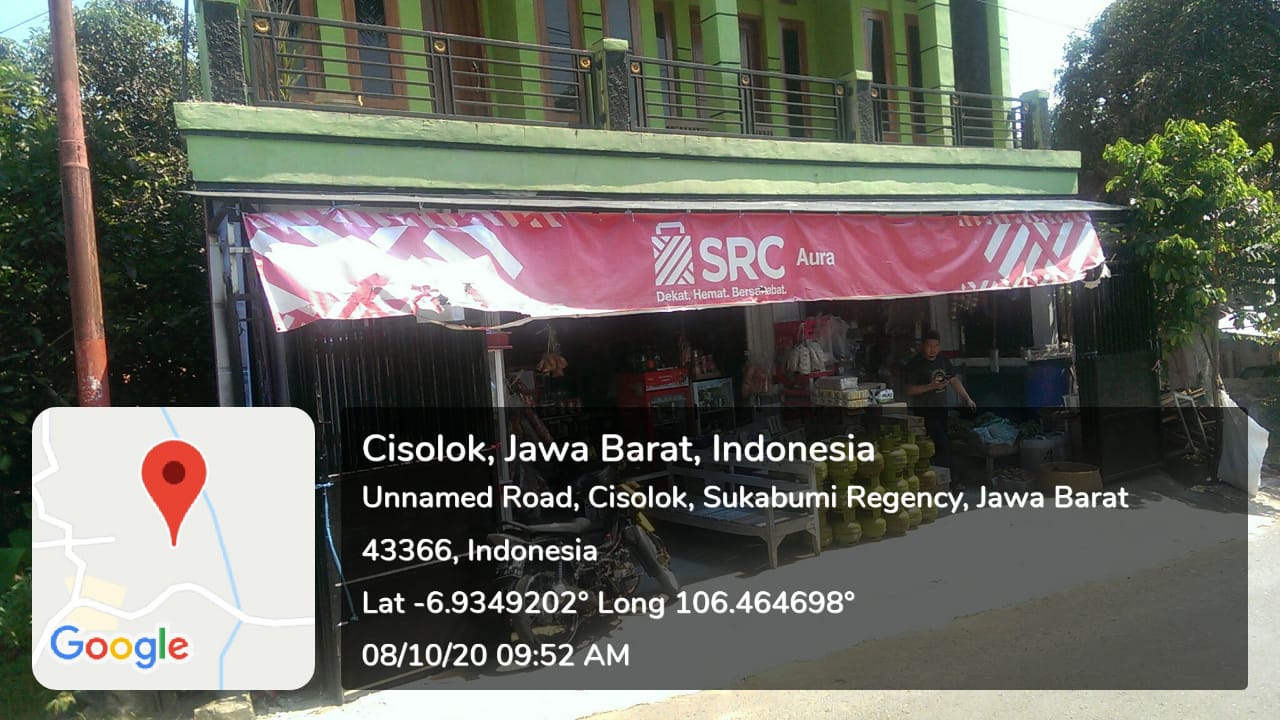 SRC Aura
Dekat. Hemat. Bersahabat.
Cisolok, Jawa Barat, Indonesia
Unnamed Road, Cisolok, Sukabumi Regency, Jawa Barat
43366, Indonesia
Lat -6.9349202° Long 106.464698°
08/10/20 09:52 AM
Google